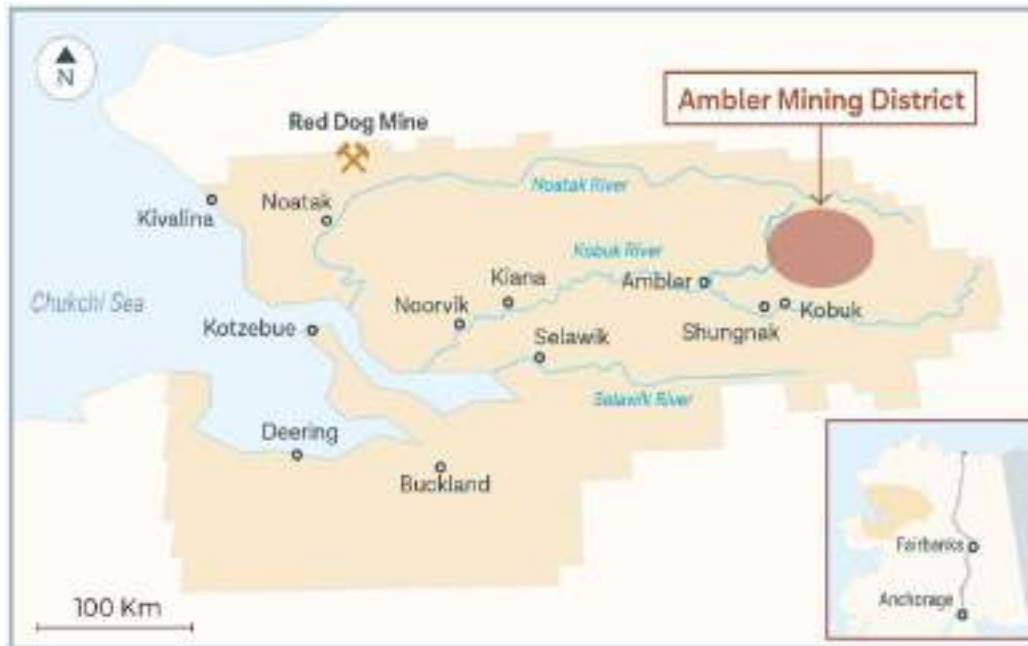 N
Ambler Mining District
Red Dog Mine
Noatak River
Noatak
Kivalina
Kobuk River
Kiana
Ambler
Chukchi Sea
Noorvik
Kobuk
Kotzebue
Shungnak
Selawik
Selawik River
Deering
Buckland
Fairbanks
Anchorage
100 Km